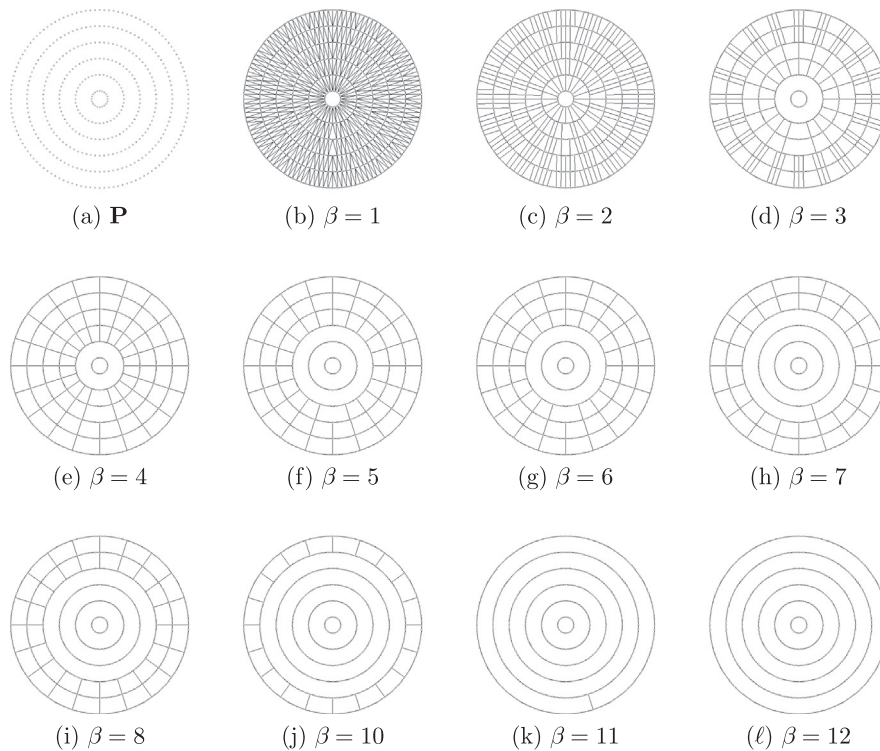 (a) P
(b) β = 1
(c) β = 2
(d) β = 3
(e) β = 4
(f) β = 5
(g) β = 6
(h) β = 7
(i) β = 8
(j) β = 10
(k) β = 11
(ℓ) β = 12